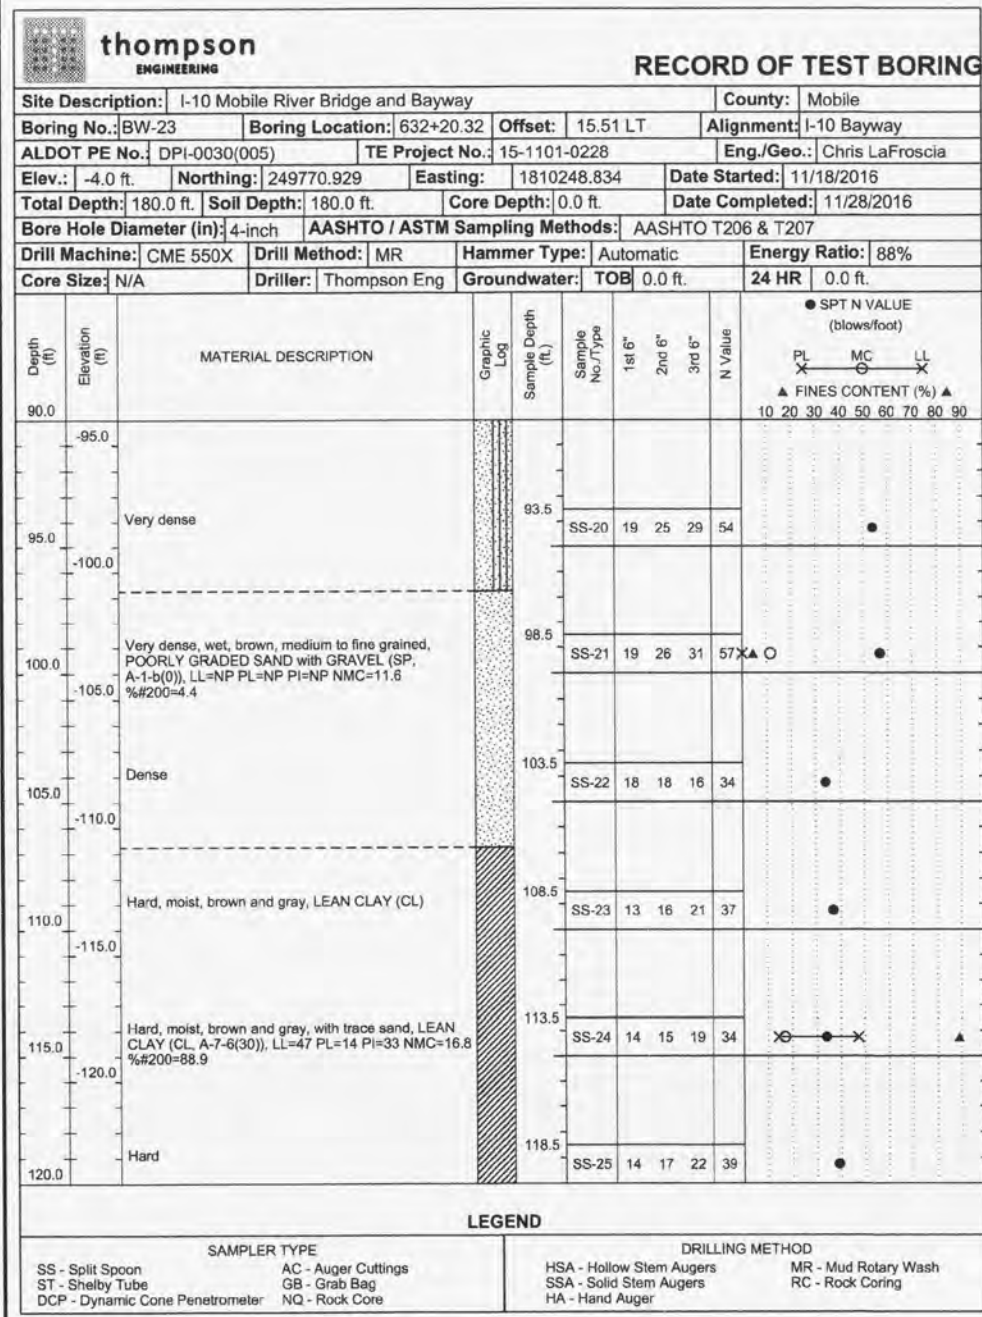 thompson
ENGINEERING
RECORD OF TEST BORING
Site Description: I-10 Mobile River Bridge and Bayway County: Mobile
Boring No.: BW-23 Boring Location: 632+20.32 Offset: 15.51 LT Alignment: I-10 Bayway
ALDOT PE No.: DPI-0030(005) TE Project No.: 15-1101-0228 Eng./Geo.: Chris LaFroscia
Elev.: -4.0 ft. Northing: 249770.929 Easting: 1810248.834 Date Started: 11/18/2016
Total Depth: 180.0 ft. Soil Depth: 180.0 ft. Core Depth: 0.0 ft. Date Completed: 11/28/2016
Bore Hole Diameter (in): 4-inch AASHTO / ASTM Sampling Methods: AASHTO T206 & T207
Drill Machine: CME 550X Drill Method: MR Hammer Type: Automatic Energy Ratio: 88%
Core Size: N/A Driller: Thompson Eng Groundwater: TOB 0.0 ft. 24 HR 0.0 ft.
Depth (ft) Elevation (ft) MATERIAL DESCRIPTION Graphic Log Sample Depth (ft.) Sample No./Type 1st 6" 2nd 6" 3rd 6" N Value
SPT N VALUE
(blows/foot)
PL MC LL
FINES CONTENT (%)
10 20 30 40 50 60 70 80 90
90.0
-95.0
93.5
Very dense
SS-20 19 25 29 54
95.0
-100.0
98.5
Very dense, wet, brown, medium to fine grained,
POORLY GRADED SAND with GRAVEL (SP,
A-1-b(0)), LL=NP PL=NP PI=NP NMC=11.6
%#200=4.4
SS-21 19 26 31 57
100.0
-105.0
103.5
Dense
SS-22 18 18 16 34
105.0
-110.0
108.5
Hard, moist, brown and gray, LEAN CLAY (CL)
SS-23 13 16 21 37
110.0
-115.0
113.5
Hard, moist, brown and gray, with trace sand, LEAN
CLAY (CL, A-7-6(30)), LL=47 PL=14 PI=33 NMC=16.8
%#200=88.9
SS-24 14 15 19 34
115.0
-120.0
118.5
Hard
SS-25 14 17 22 39
120.0
LEGEND
SAMPLER TYPE
SS - Split Spoon AC - Auger Cuttings
ST - Shelby Tube GB - Grab Bag
DCP - Dynamic Cone Penetrometer NQ - Rock Core
DRILLING METHOD
HSA - Hollow Stem Augers MR - Mud Rotary Wash
SSA - Solid Stem Augers RC - Rock Coring
HA - Hand Auger